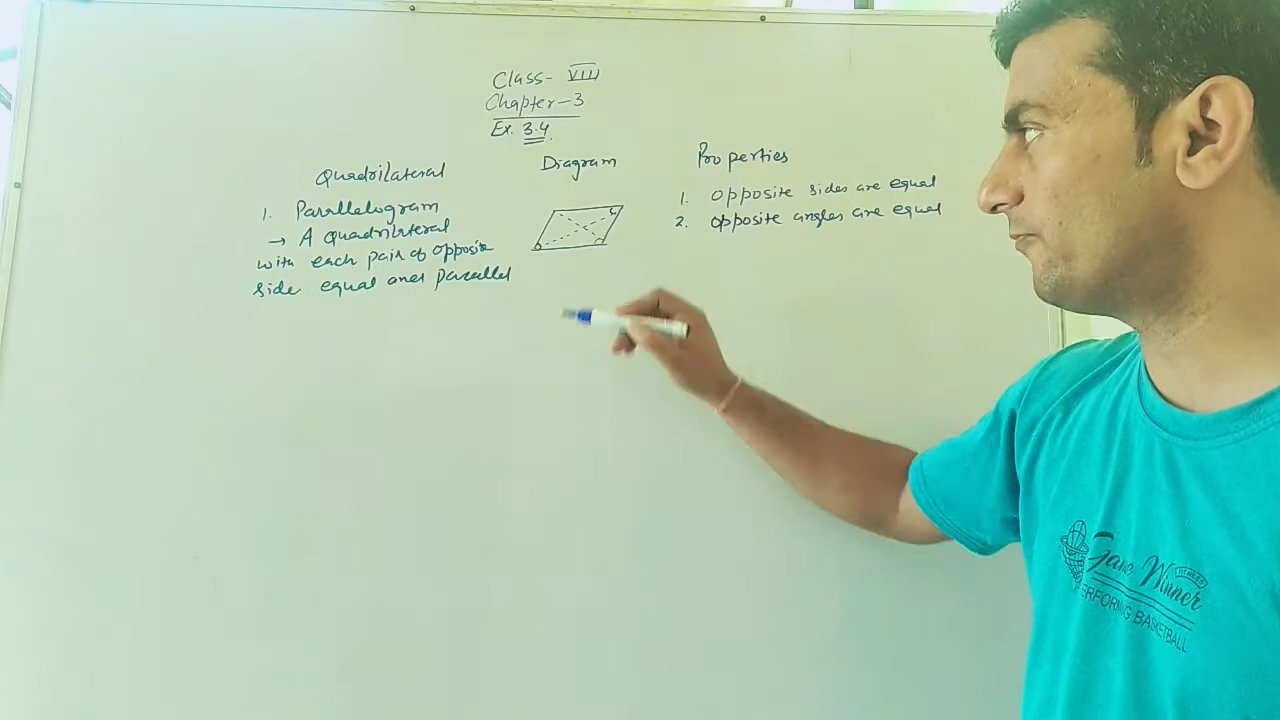 Class- VIII
Chapter-3
Ex. 3.4.
Quadrilateral
Diagram
Properties
1. Parallelogram
→ A Quadrilateral
with each pair of opposite
side equal and parallel
1. opposite sides are equal
2. opposite angles are equal
Game Winner
FITNESS
PERFORMING BASKETBALL